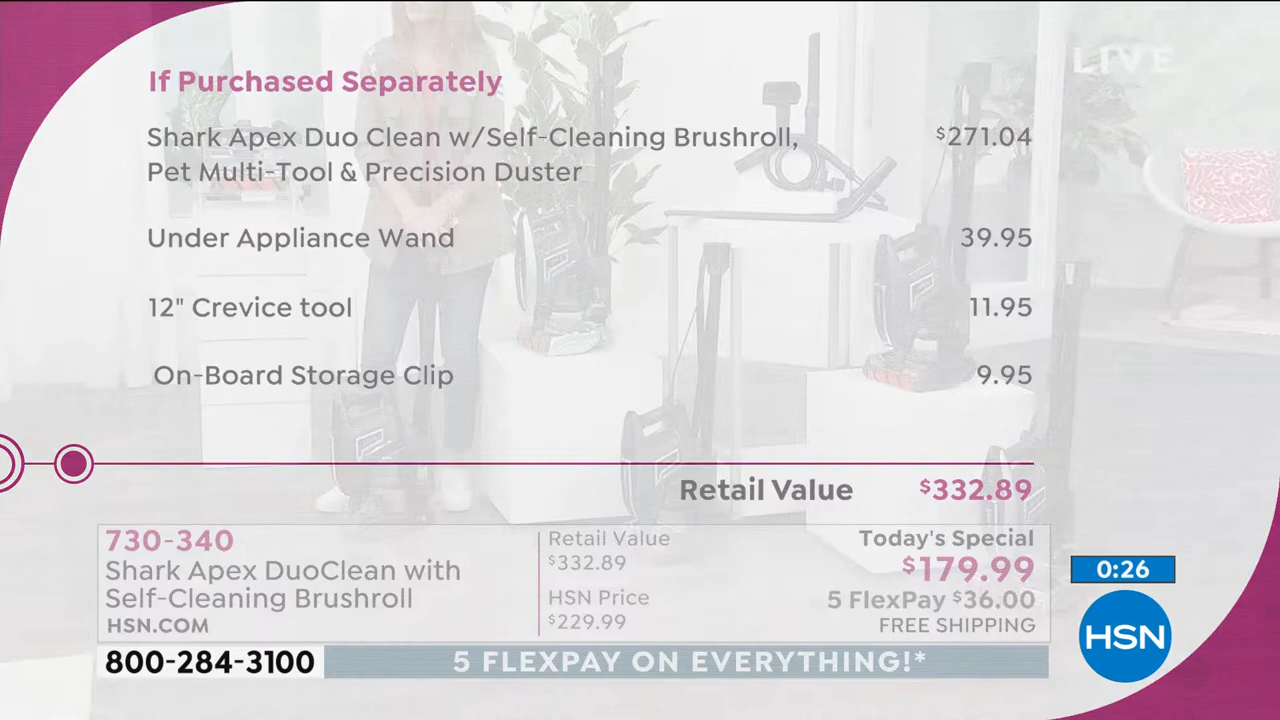 LIVE
If Purchased Separately
Shark Apex Duo Clean w/Self-Cleaning Brushroll, $271.04
Pet Multi-Tool & Precision Duster
Under Appliance Wand 39.95
12" Crevice tool 11.95
On-Board Storage Clip 9.95
Retail Value $332.89
730-340
Shark Apex DuoClean with
Self-Cleaning Brushroll
HSN.COM
Retail Value
$332.89
HSN Price
$229.99
Today's Special
$179.99
5 FlexPay $36.00
FREE SHIPPING
0:26
HSN
800-284-3100
5 FLEXPAY ON EVERYTHING!*